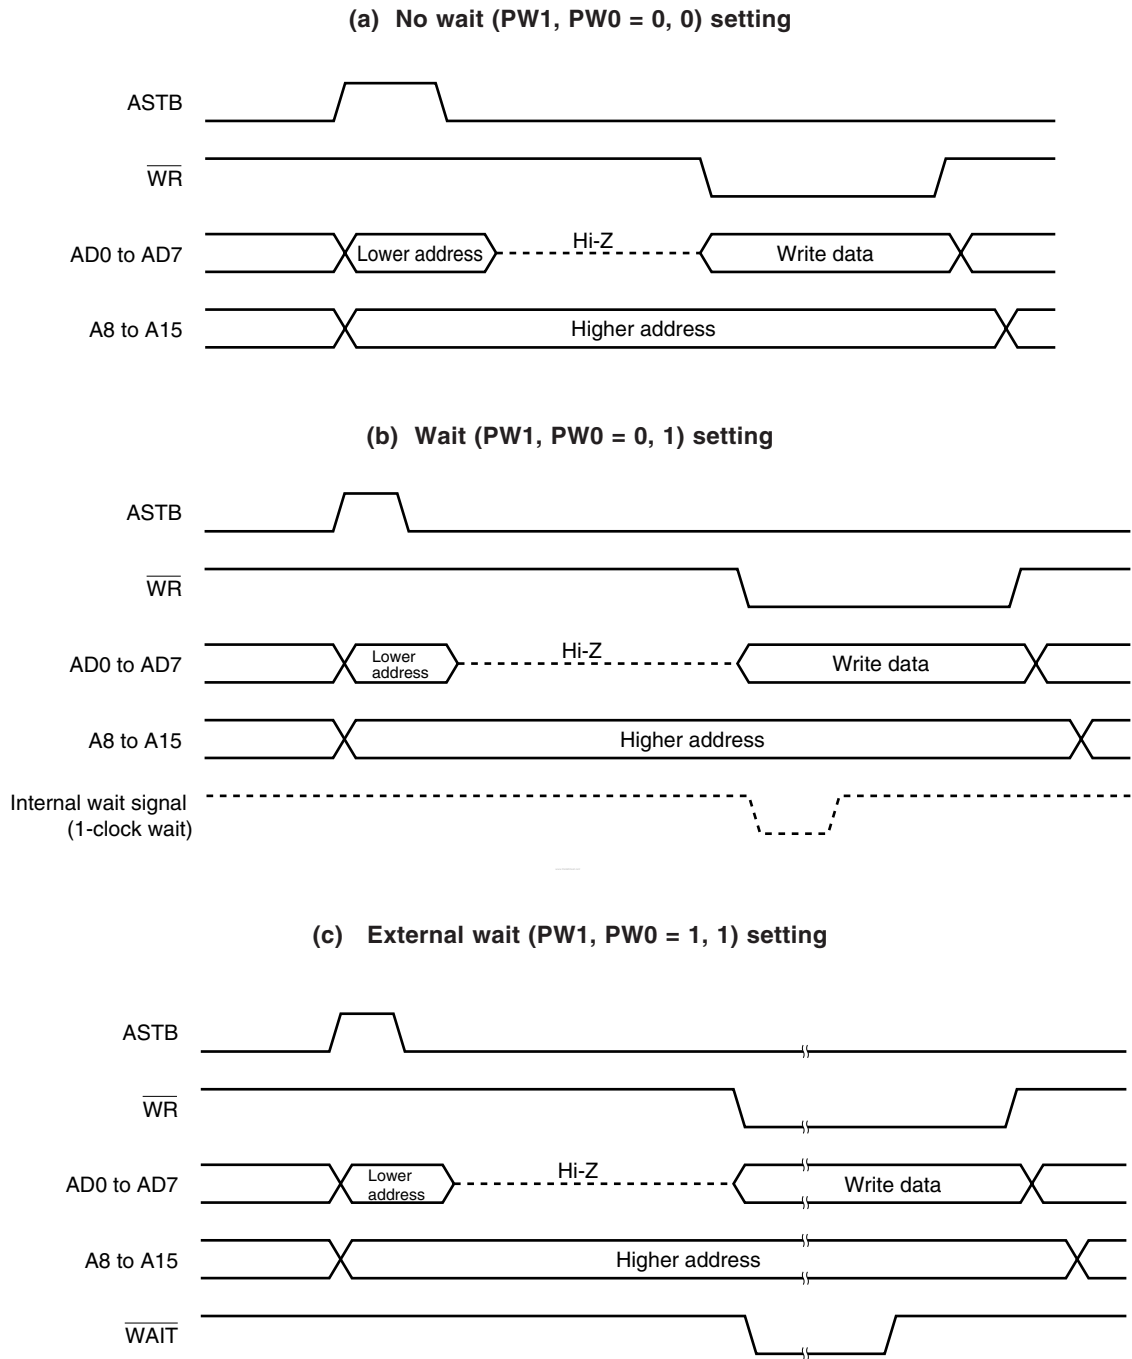 (a) No wait (PW1, PW0 = 0, 0) setting
ASTB
WR
AD0 to AD7
Lower address
Hi-Z
Write data
A8 to A15
Higher address
(b) Wait (PW1, PW0 = 0, 1) setting
ASTB
WR
AD0 to AD7
Lower
address
Hi-Z
Write data
A8 to A15
Higher address
Internal wait signal
(1-clock wait)
(c) External wait (PW1, PW0 = 1, 1) setting
ASTB
WR
AD0 to AD7
Lower
address
Hi-Z
Write data
A8 to A15
Higher address
WAIT